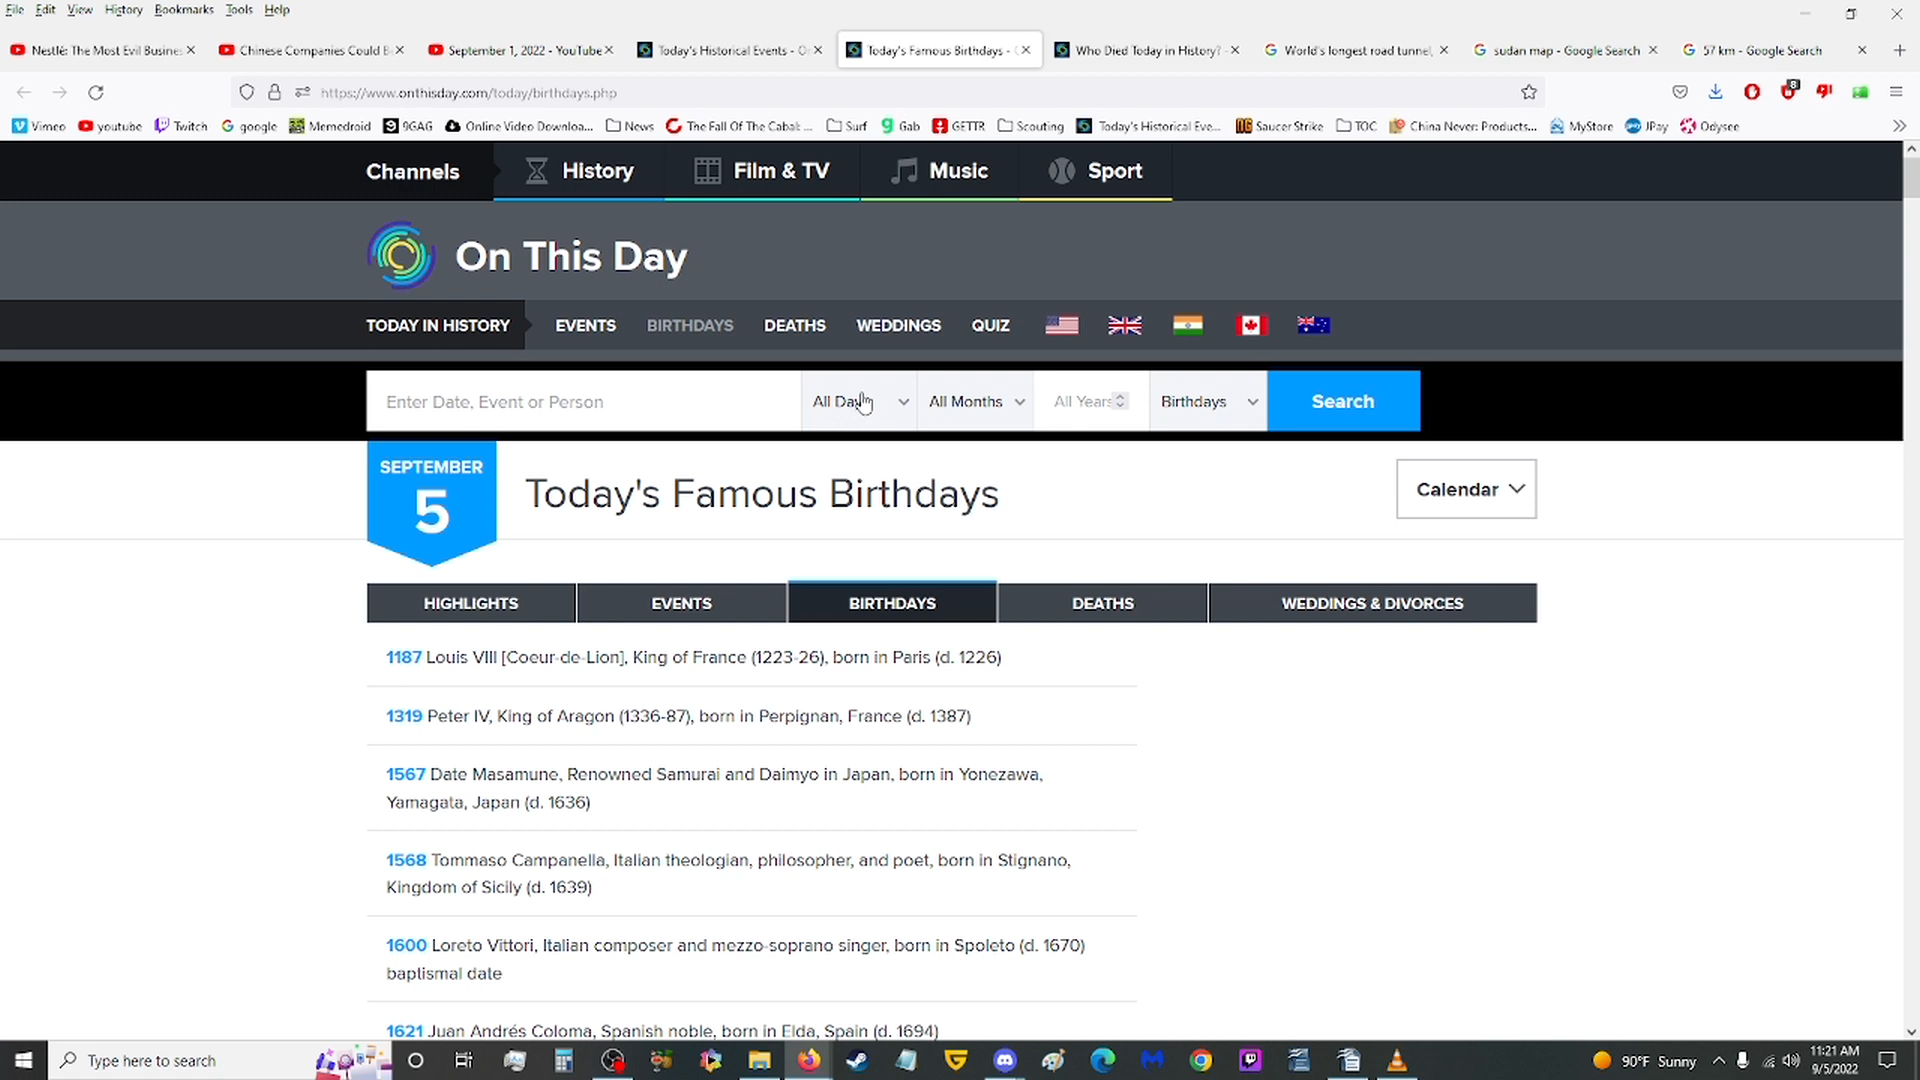 File Edit View History Bookmarks Tools Help
Nestlé: The Most Evil Busine
Chinese Companies Could B
September 1, 2022 - YouTube
Today's Historical Events - O
Today's Famous Birthdays -
Who Died Today in History?
World's longest road tunnel,
sudan map - Google Search
57 km - Google Search
https://www.onthisday.com/today/birthdays.php
Vimeo youtube Twitch google Memedroid 9GAG Online Video Downloa... News The Fall Of The Cabal ... Surf Gab GETTR Scouting Today's Historical Eve... Saucer Strike TOC China Never: Products... MyStore JPay Odysee
Channels History Film & TV Music Sport
On This Day
TODAY IN HISTORY EVENTS BIRTHDAYS DEATHS WEDDINGS QUIZ
Enter Date, Event or Person All Day All Months All Years Birthdays Search
SEPTEMBER
5
Today's Famous Birthdays
Calendar
HIGHLIGHTS EVENTS BIRTHDAYS DEATHS WEDDINGS & DIVORCES
1187 Louis VIII [Coeur-de-Lion], King of France (1223-26), born in Paris (d. 1226)
1319 Peter IV, King of Aragon (1336-87), born in Perpignan, France (d. 1387)
1567 Date Masamune, Renowned Samurai and Daimyo in Japan, born in Yonezawa,
Yamagata, Japan (d. 1636)
1568 Tommaso Campanella, Italian theologian, philosopher, and poet, born in Stignano,
Kingdom of Sicily (d. 1639)
1600 Loreto Vittori, Italian composer and mezzo-soprano singer, born in Spoleto (d. 1670)
baptismal date
1621 Juan Andrés Coloma, Spanish noble, born in Elda, Spain (d. 1694)
Type here to search
90°F Sunny
11:21 AM
9/5/2022